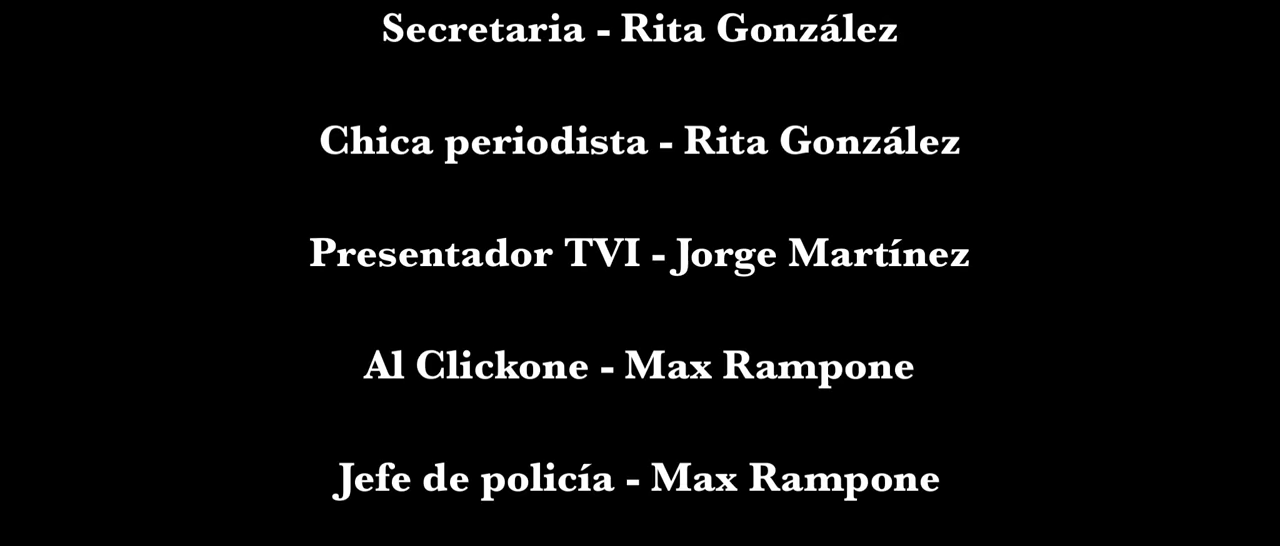 Secretaria - Rita González
Chica periodista - Rita González
Presentador TVI - Jorge Martínez
Al Clickone - Max Rampone
Jefe de policía - Max Rampone